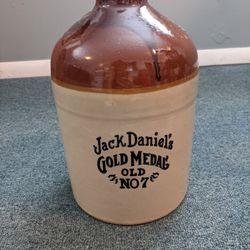 Jack Daniel's
GOLD MEDAL
OLD
NO 7